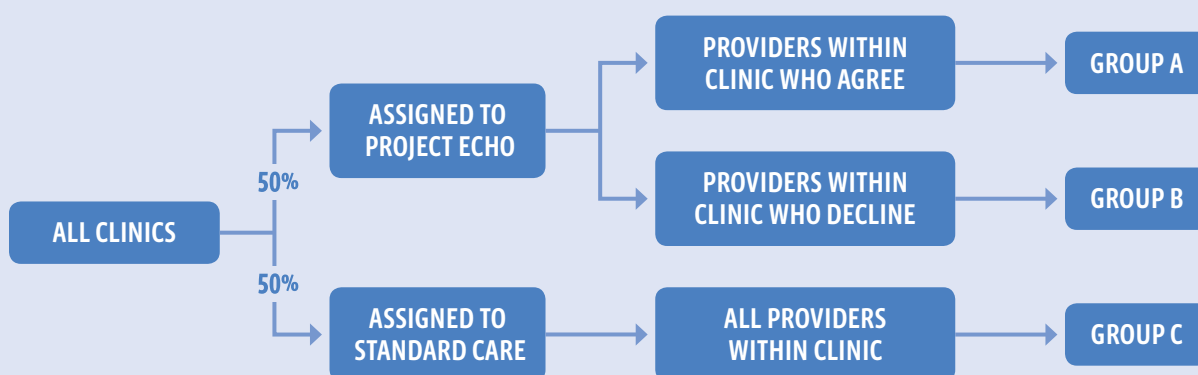 ALL CLINICS
50%
50%
ASSIGNED TO
PROJECT ECHO
ASSIGNED TO
STANDARD CARE
PROVIDERS WITHIN
CLINIC WHO AGREE
PROVIDERS WITHIN
CLINIC WHO DECLINE
ALL PROVIDERS
WITHIN CLINIC
GROUP A
GROUP B
GROUP C